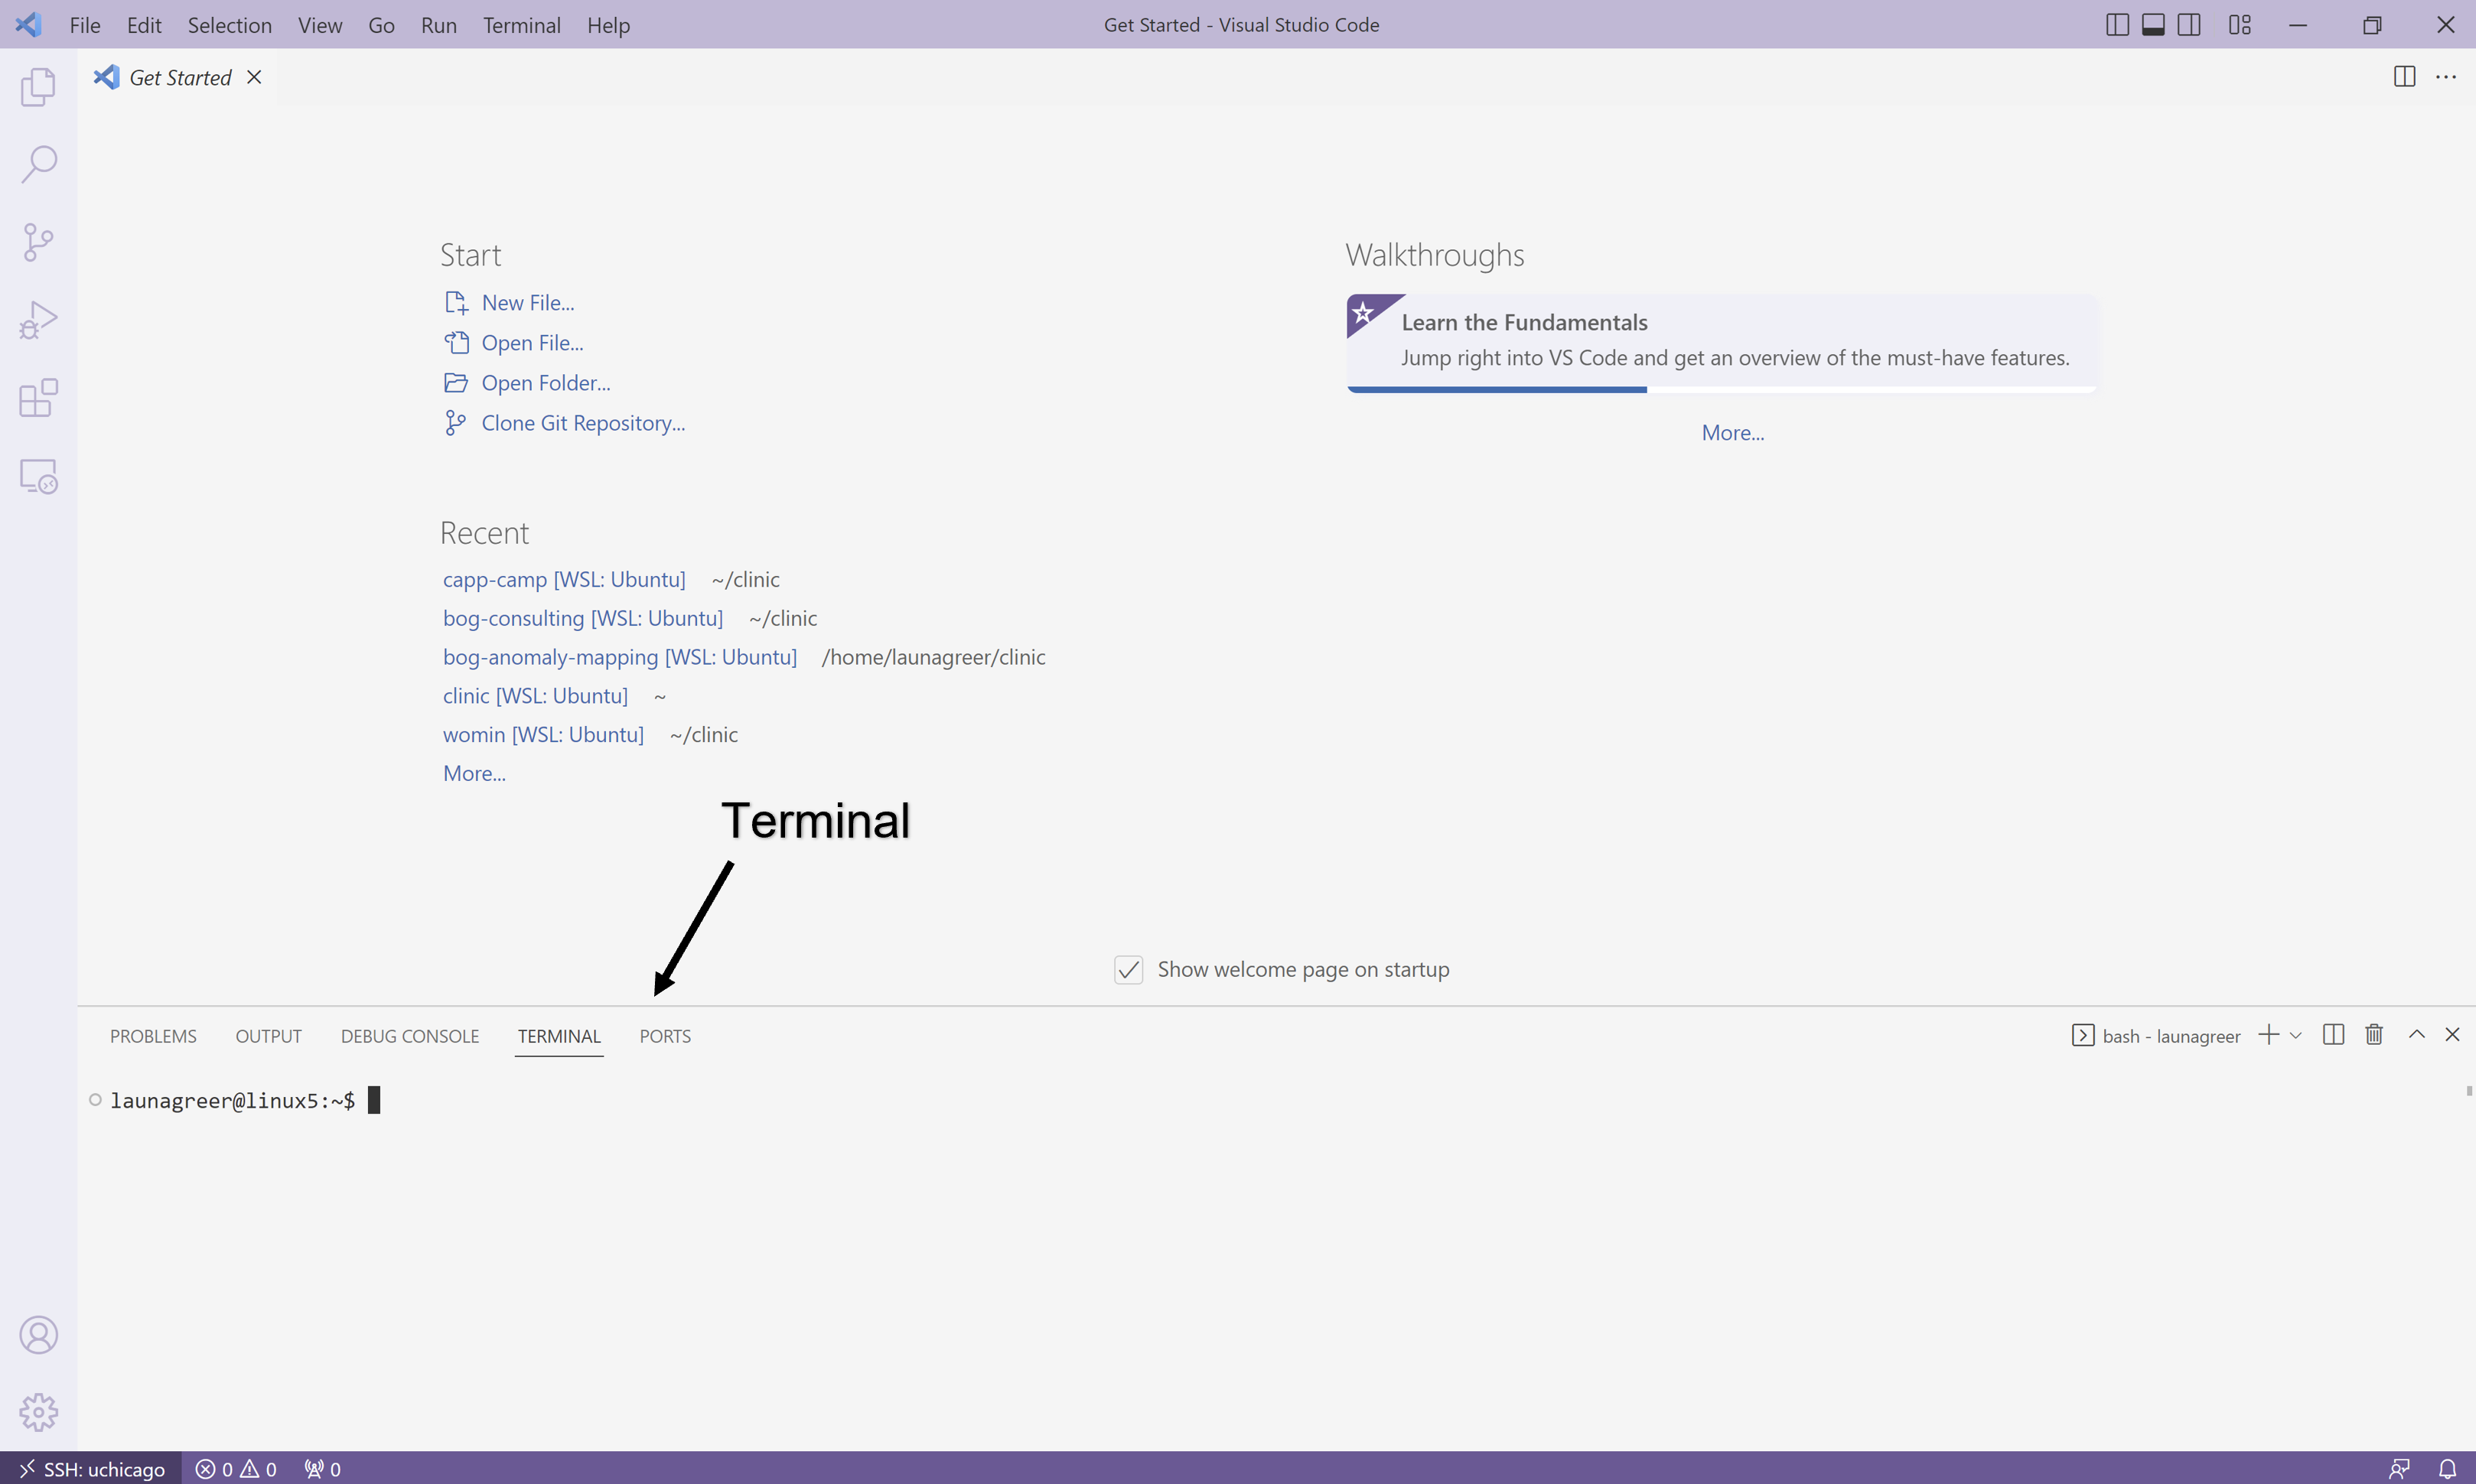 File Edit Selection View Go Run Terminal Help
Get Started - Visual Studio Code
Get Started
Start
New File...
Open File...
Open Folder...
Clone Git Repository...
Walkthroughs
Learn the Fundamentals
Jump right into VS Code and get an overview of the must-have features.
More...
Recent
capp-camp [WSL: Ubuntu] ~/clinic
bog-consulting [WSL: Ubuntu] ~/clinic
bog-anomaly-mapping [WSL: Ubuntu] /home/launagreer/clinic
clinic [WSL: Ubuntu] ~
womin [WSL: Ubuntu] ~/clinic
More...
Terminal
Show welcome page on startup
PROBLEMS OUTPUT DEBUG CONSOLE TERMINAL PORTS
bash - launagreer
launagreer@linux5:~$
SSH: uchicago 0 0 0